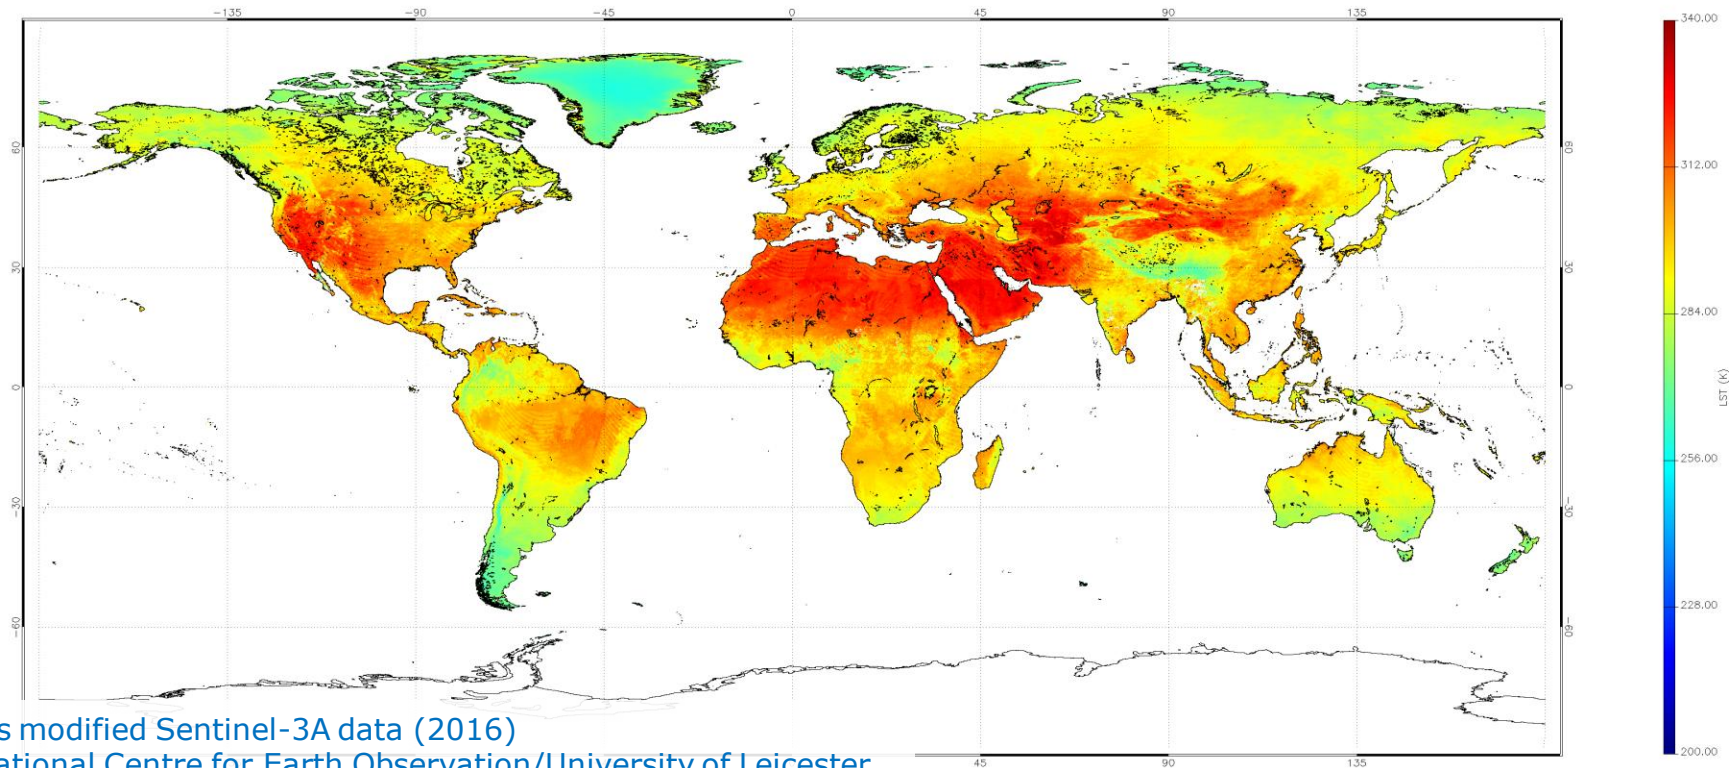 -135 -90 -45 0 45 90 135
340.00
60 60
312.00
30 30
284.00
0 0
LST (K)
256.00
-30 -30
228.00
-60 -60
s modified Sentinel-3A data (2016)
ational Centre for Earth Observation/University of Leicester
45 90 135
200.00